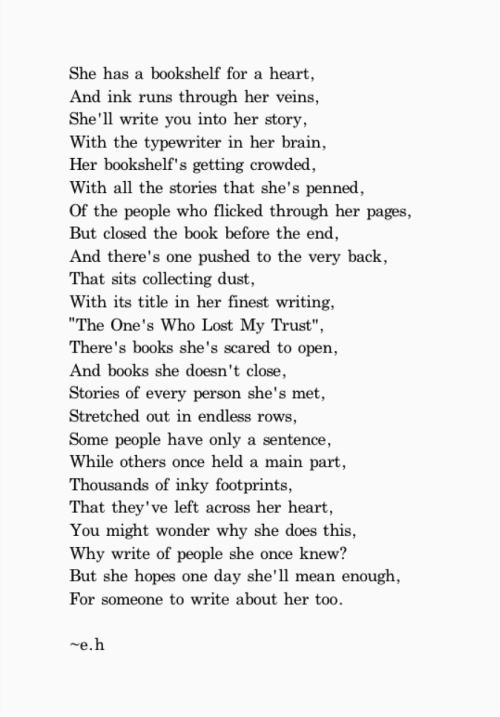 She has a bookshelf for a heart,
And ink runs through her veins,
She'll write you into her story,
With the typewriter in her brain,
Her bookshelf's getting crowded,
With all the stories that she's penned,
Of the people who flicked through her pages,
But closed the book before the end,
And there's one pushed to the very back,
That sits collecting dust,
With its title in her finest writing,
"The One's Who Lost My Trust",
There's books she's scared to open,
And books she doesn't close,
Stories of every person she's met,
Stretched out in endless rows,
Some people have only a sentence,
While others once held a main part,
Thousands of inky footprints,
That they've left across her heart,
You might wonder why she does this,
Why write of people she once knew?
But she hopes one day she'll mean enough,
For someone to write about her too.
~e.h